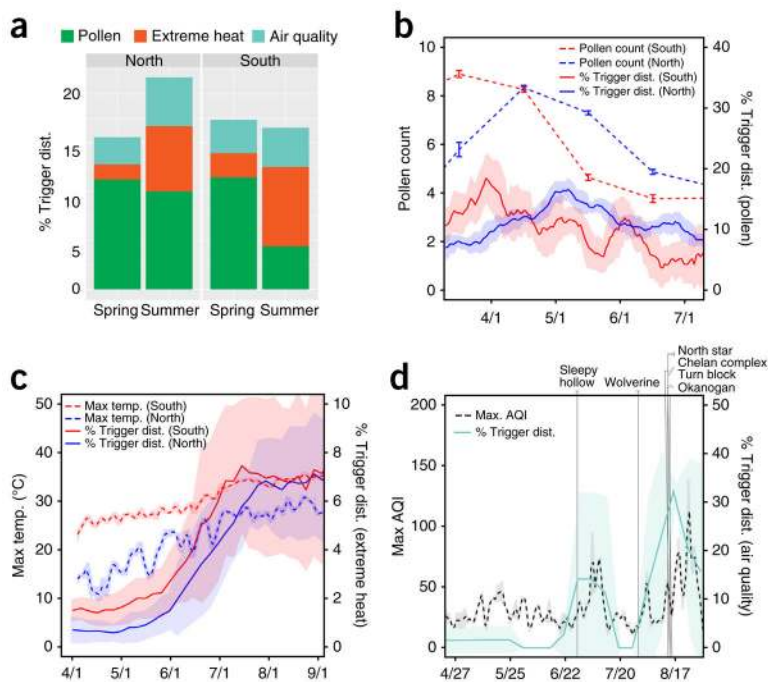 a
Pollen Extreme heat Air quality
North South
% Trigger dist.
20
15
10
5
0
Spring Summer Spring Summer
b
Pollen count (South)
Pollen count (North)
% Trigger dist. (South)
% Trigger dist. (North)
Pollen count
10
8
6
4
2
0
40
30
20
10
0
% Trigger dist. (pollen)
4/1 5/1 6/1 7/1
c
Max temp. (South)
Max temp. (North)
% Trigger dist. (South)
% Trigger dist. (North)
Max temp. (°C)
50
40
30
20
10
0
10
8
6
4
2
0
% Trigger dist. (extreme heat)
4/1 5/1 6/1 7/1 8/1 9/1
d
North star
Chelan complex
Turn block
Okanogan
Sleepy hollow
Wolverine
Max. AQI
% Trigger dist.
Max AQI
200
150
100
50
0
50
40
30
20
10
0
% Trigger dist. (air quality)
4/27 5/25 6/22 7/20 8/17